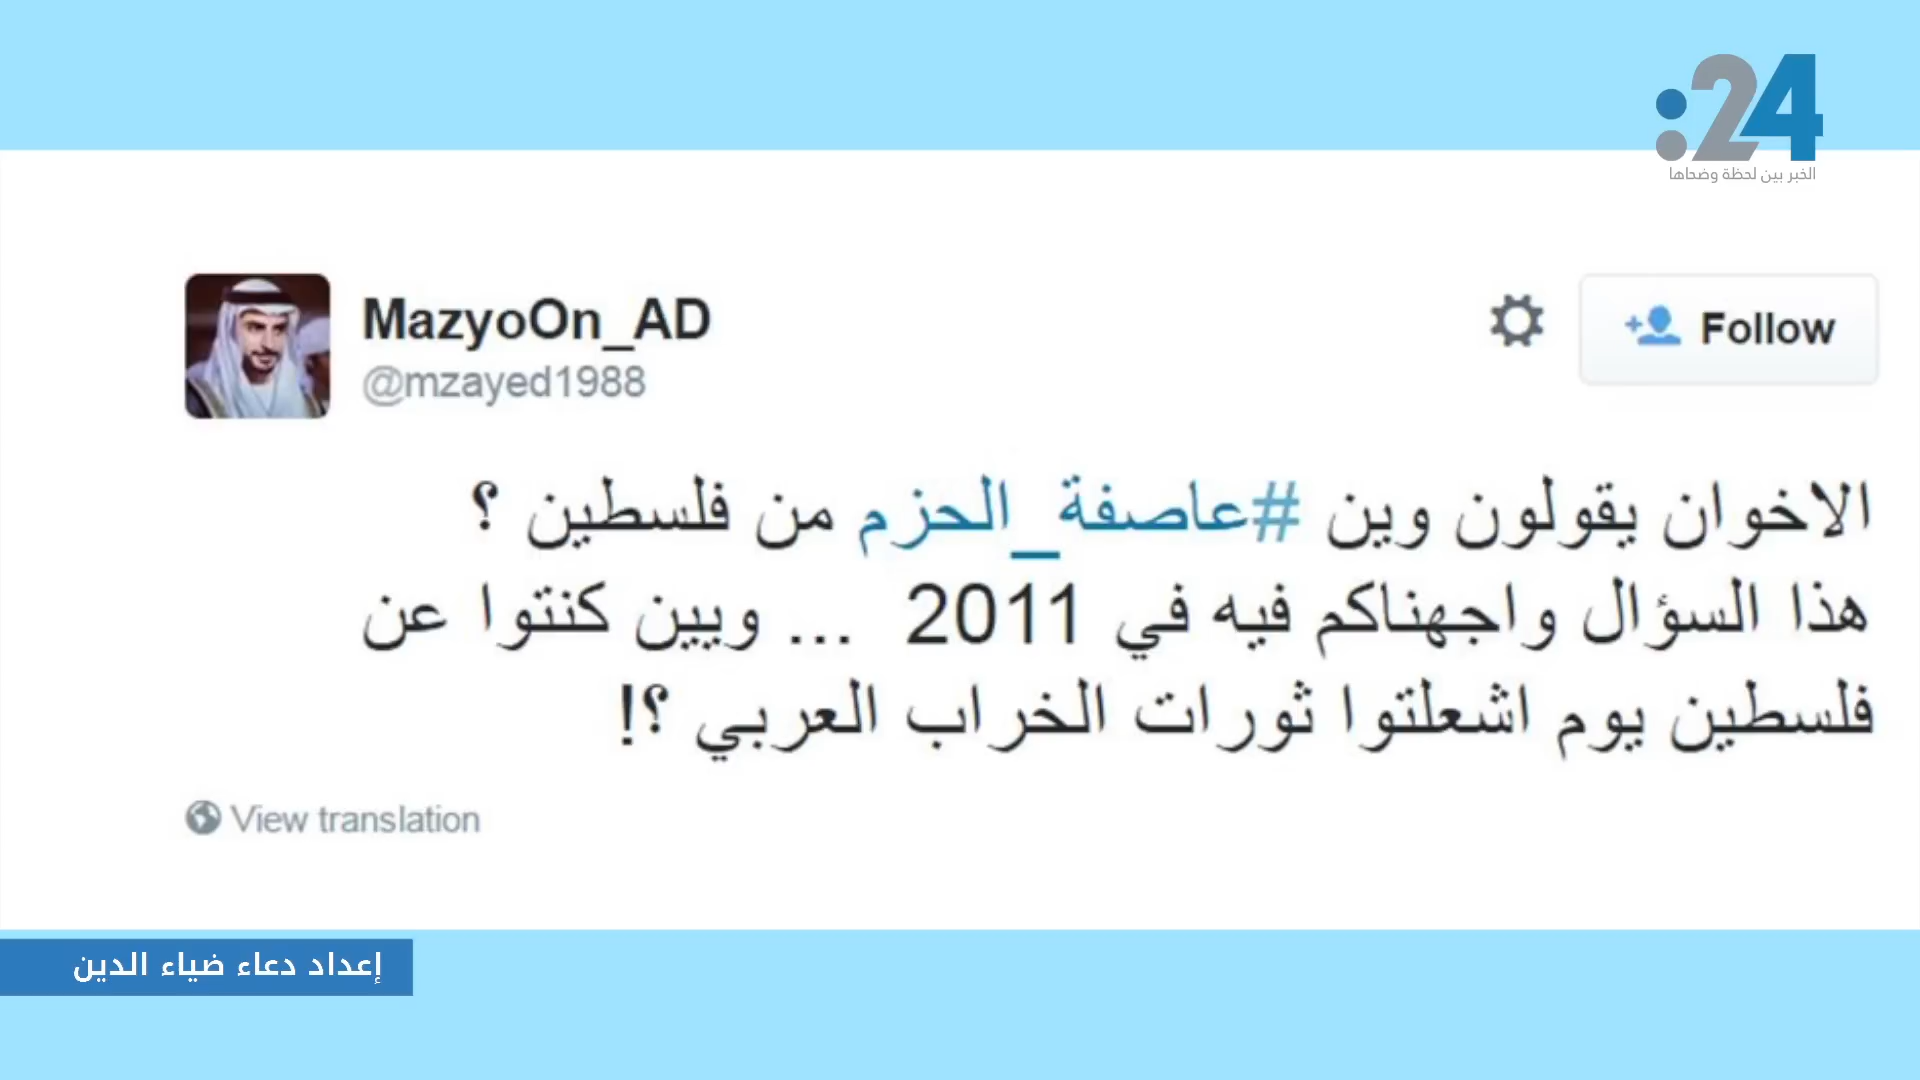 :24
الخبر بين لحظة وضحاها
MazyoOn_AD
@mzayed1988
Follow
الاخوان يقولون وين #عاصفة_الحزم من فلسطين ؟
هذا السؤال واجهناكم فيه في 2011 ... ويين كنتوا عن
فلسطين يوم اشعلتوا ثورات الخراب العربي ؟!
View translation
إعداد دعاء ضياء الدين